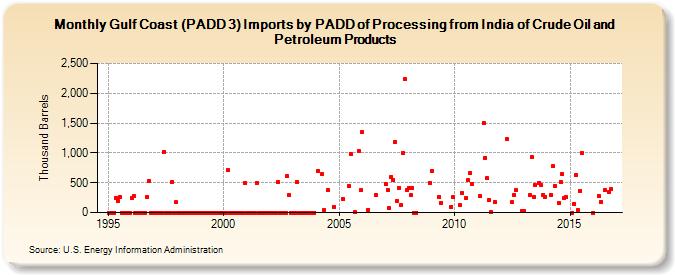 Monthly Gulf Coast (PADD 3) Imports by PADD of Processing from India of Crude Oil and
Petroleum Products
Thousand Barrels
2,500
2,000
1,500
1,000
500
0
1995
2000
2005
2010
2015
Source: U.S. Energy Information Administration